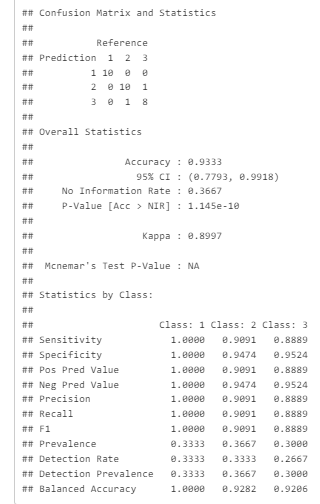 ## Confusion Matrix and Statistics
##
##           Reference
## Prediction  1  2  3
##          1 10  0  0
##          2  0 10  1
##          3  0  1  8
##
## Overall Statistics
##
##                Accuracy : 0.9333
##                  95% CI : (0.7793, 0.9918)
##     No Information Rate : 0.3667
##     P-Value [Acc > NIR] : 1.145e-10
##
##                   Kappa : 0.8997
##
##  Mcnemar's Test P-Value : NA
##
## Statistics by Class:
##
##                      Class: 1 Class: 2 Class: 3
## Sensitivity            1.0000   0.9091   0.8889
## Specificity            1.0000   0.9474   0.9524
## Pos Pred Value         1.0000   0.9091   0.8889
## Neg Pred Value         1.0000   0.9474   0.9524
## Precision              1.0000   0.9091   0.8889
## Recall                 1.0000   0.9091   0.8889
## F1                     1.0000   0.9091   0.8889
## Prevalence             0.3333   0.3667   0.3000
## Detection Rate         0.3333   0.3333   0.2667
## Detection Prevalence   0.3333   0.3667   0.3000
## Balanced Accuracy      1.0000   0.9282   0.9206